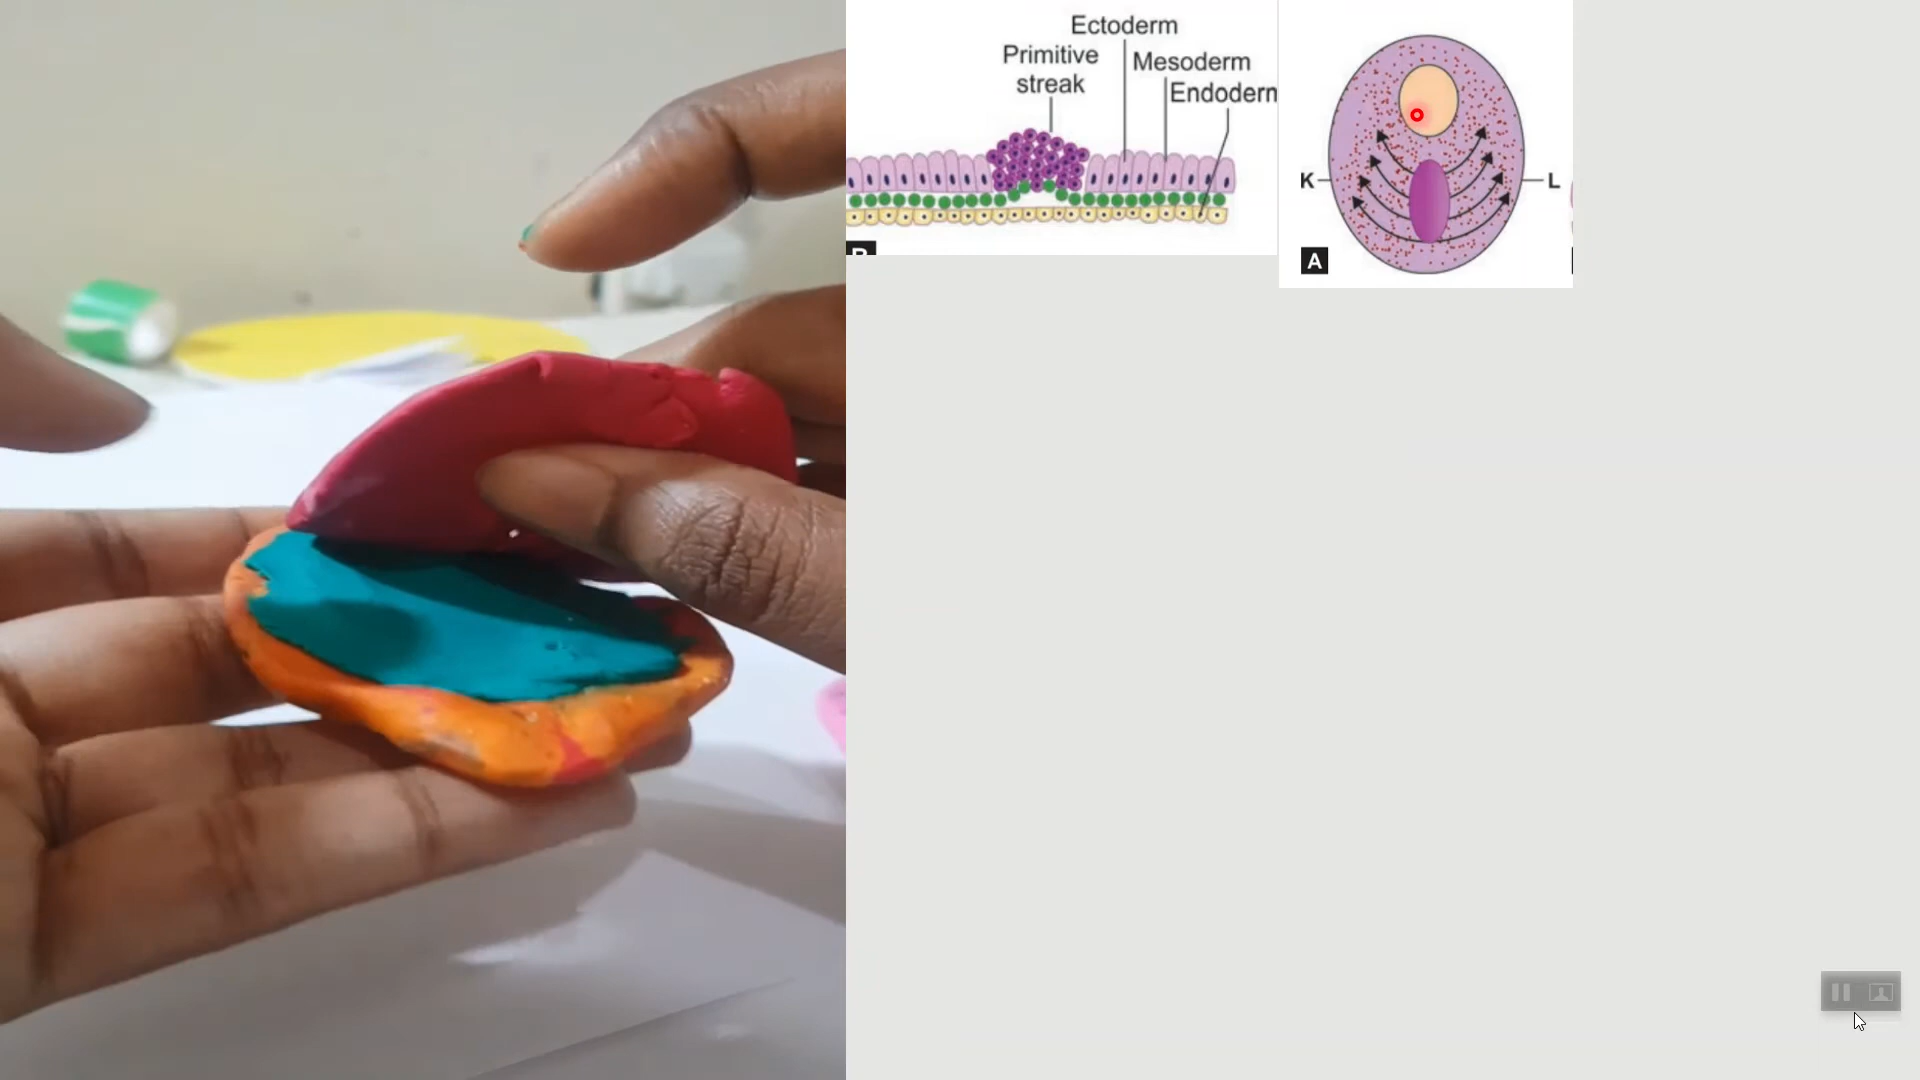 Ectoderm
Primitive
streak
Mesoderm
Endoderm
K
L
A